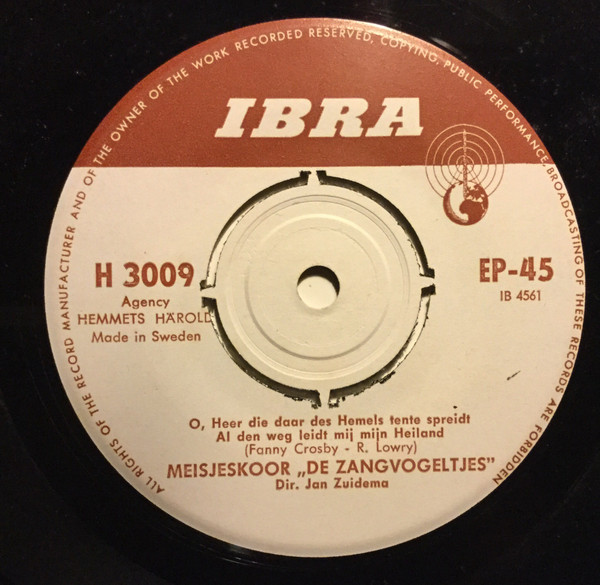 ALL RIGHTS OF THE RECORD MANUFACTURER AND OF THE OWNER OF THE WORK RECORDED RESERVED, COPYING, PUBLIC PERFORMANCE, BROADCASTING OF THESE RECORDS ARE FORBIDDEN
IBRA
H 3009
Agency
HEMMETS HÄROLD
Made in Sweden
EP-45
IB 4561
O, Heer die daar des Hemels tente spreidt
Al den weg leidt mij mijn Heiland
(Fanny Crosby - R. Lowry)
MEISJESKOOR „DE ZANGVOGELTJES”
Dir. Jan Zuidema